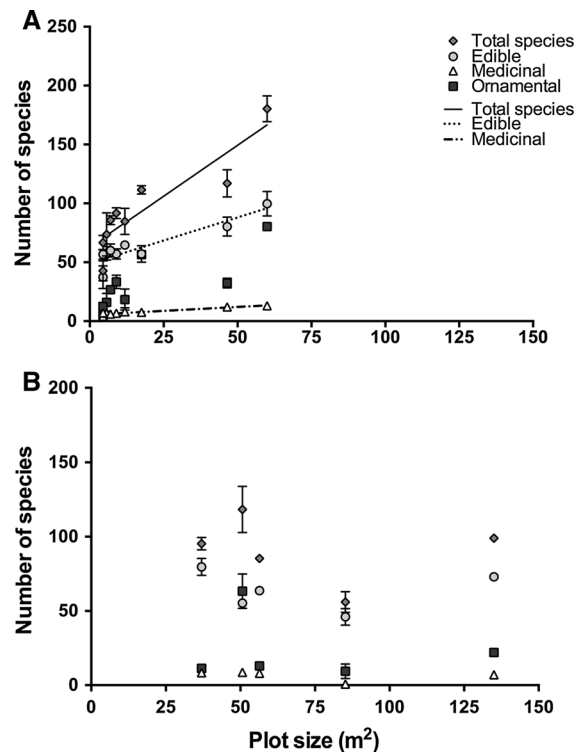 A
250
200
150
100
50
0
Number of species
0 25 50 75 100 125 150
Total species
Edible
Medicinal
Ornamental
Total species
Edible
Medicinal
B
200
150
100
50
0
Number of species
0 25 50 75 100 125 150
Plot size (m²)